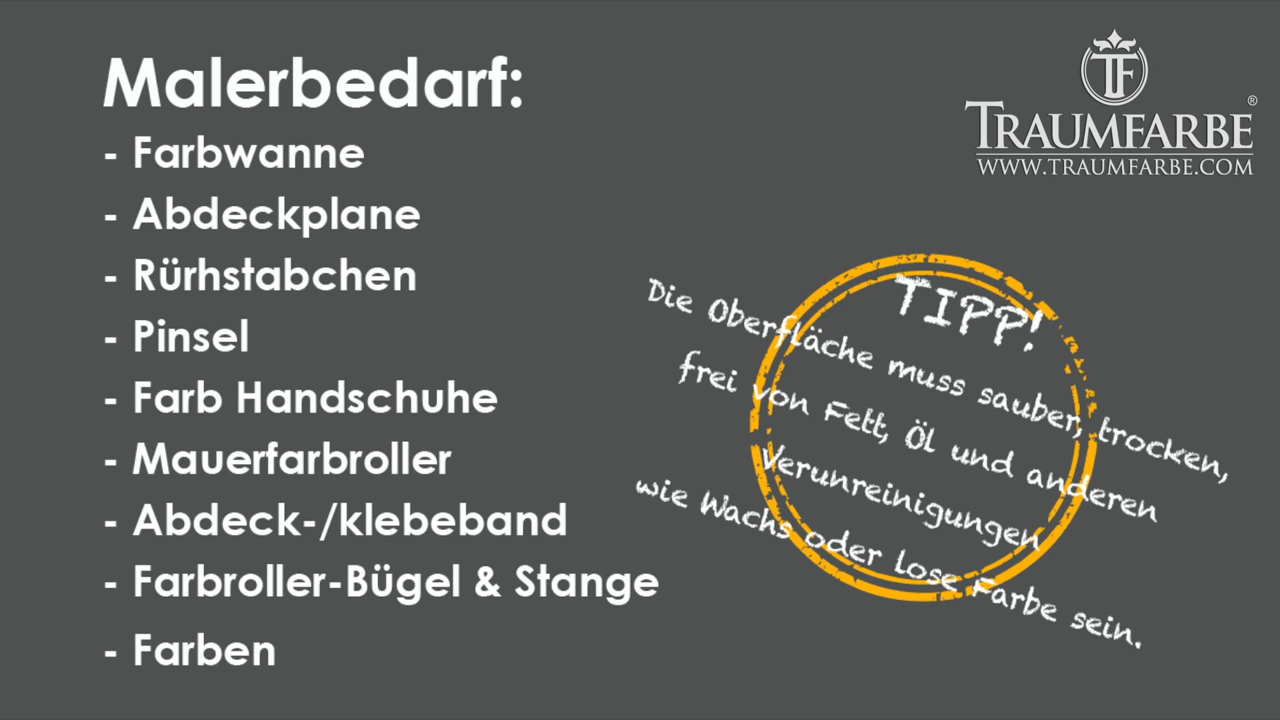 Malerbedarf:
- Farbwanne
- Abdeckplane
- Rürhstabchen
- Pinsel
- Farb Handschuhe
- Mauerfarbroller
- Abdeck-/klebeband
- Farbroller-Bügel & Stange
- Farben
TF
TRAUMFARBE®
WWW.TRAUMFARBE.COM
TIPP!
Die Oberfläche muss sauber, trocken,
frei von Fett, Öl und anderen
Verunreinigungen
wie Wachs oder lose Farbe sein.